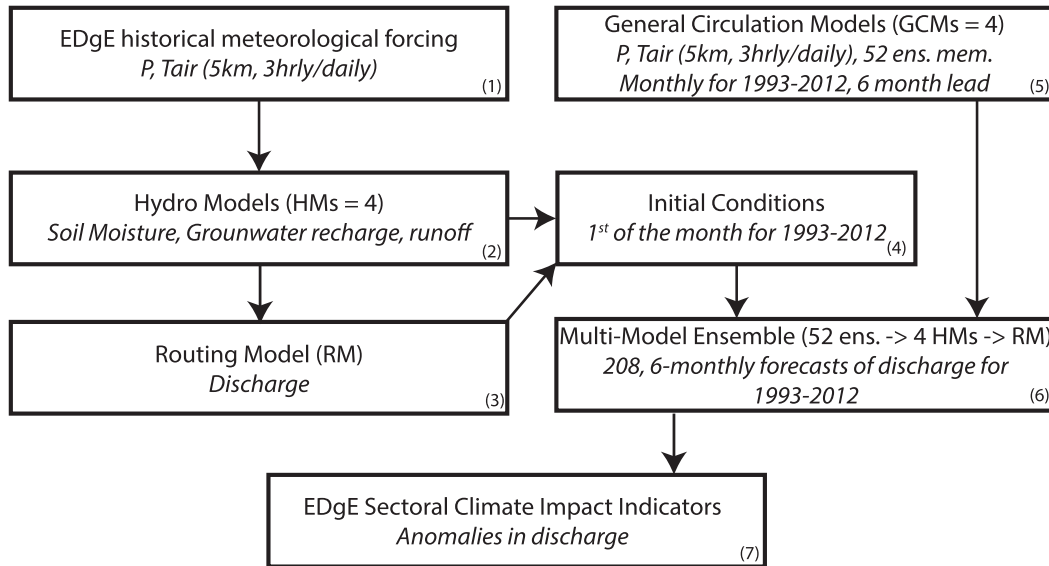 EDgE historical meteorological forcing
P, Tair (5km, 3hrly/daily)
(1)
General Circulation Models (GCMs = 4)
P, Tair (5km, 3hrly/daily), 52 ens. mem.
Monthly for 1993-2012, 6 month lead
(5)
Hydro Models (HMs = 4)
Soil Moisture, Grounwater recharge, runoff
(2)
Initial Conditions
1st of the month for 1993-2012
(4)
Routing Model (RM)
Discharge
(3)
Multi-Model Ensemble (52 ens. -> 4 HMs -> RM)
208, 6-monthly forecasts of discharge for
1993-2012
(6)
EDgE Sectoral Climate Impact Indicators
Anomalies in discharge
(7)